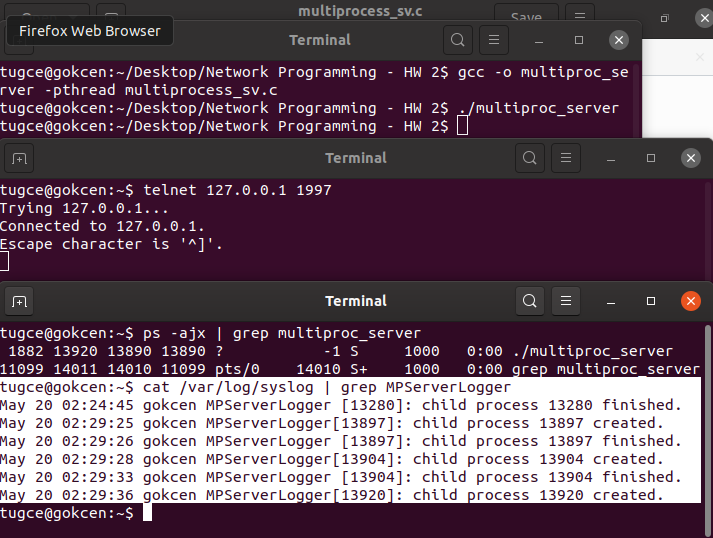 multiprocess_sv.c
Save
Firefox Web Browser
Terminal
tugce@gokcen:~/Desktop/Network Programming - HW 2$ gcc -o multiproc_se
rver -pthread multiprocess_sv.c
tugce@gokcen:~/Desktop/Network Programming - HW 2$ ./multiproc_server
tugce@gokcen:~/Desktop/Network Programming - HW 2$
Terminal
tugce@gokcen:~$ telnet 127.0.0.1 1997
Trying 127.0.0.1...
Connected to 127.0.0.1.
Escape character is '^]'.
Terminal
tugce@gokcen:~$ ps -ajx | grep multiproc_server
1882 13920 13890 13890 ? -1 S 1000 0:00 ./multiproc_server
11099 14011 14010 11099 pts/0 14010 S+ 1000 0:00 grep multiproc_server
tugce@gokcen:~$ cat /var/log/syslog | grep MPServerLogger
May 20 02:24:45 gokcen MPServerLogger [13280]: child process 13280 finished.
May 20 02:29:25 gokcen MPServerLogger[13897]: child process 13897 created.
May 20 02:29:26 gokcen MPServerLogger [13897]: child process 13897 finished.
May 20 02:29:28 gokcen MPServerLogger[13904]: child process 13904 created.
May 20 02:29:33 gokcen MPServerLogger [13904]: child process 13904 finished.
May 20 02:29:36 gokcen MPServerLogger[13920]: child process 13920 created.
tugce@gokcen:~$